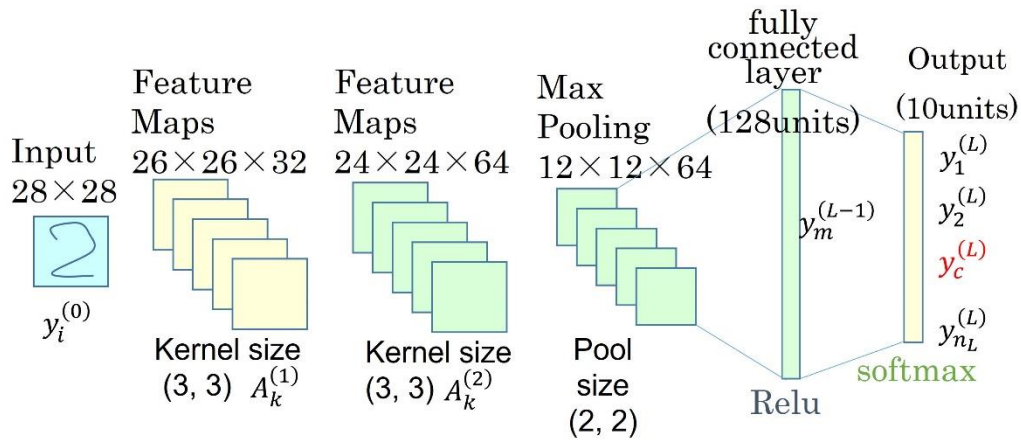 Input
28×28
2
y_i^(0)
Feature
Maps
26×26×32
Kernel size
(3, 3) A_k^(1)
Feature
Maps
24×24×64
Kernel size
(3, 3) A_k^(2)
Max
Pooling
12×12×64
Pool
size
(2, 2)
fully
connected
layer
(128units)
y_m^(L−1)
Relu
Output
(10units)
y_1^(L)
y_2^(L)
y_c^(L)
y_{n_L}^(L)
softmax